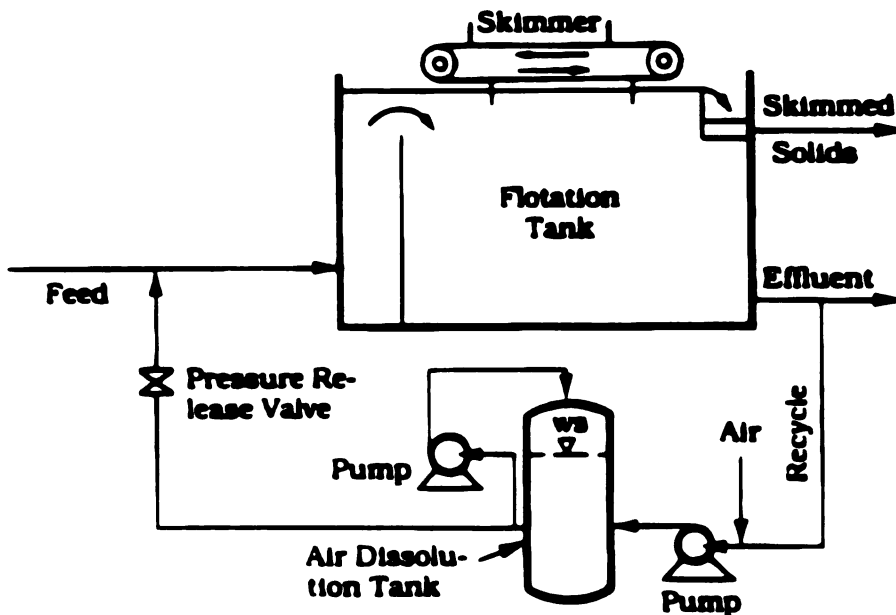 Skimmer
Skimmed
Solids
Flotation
Tank
Effluent
Feed
Pressure Re-
lease Valve
ws
Air
Recycle
Pump
Air Dissolu-
tion Tank
Pump